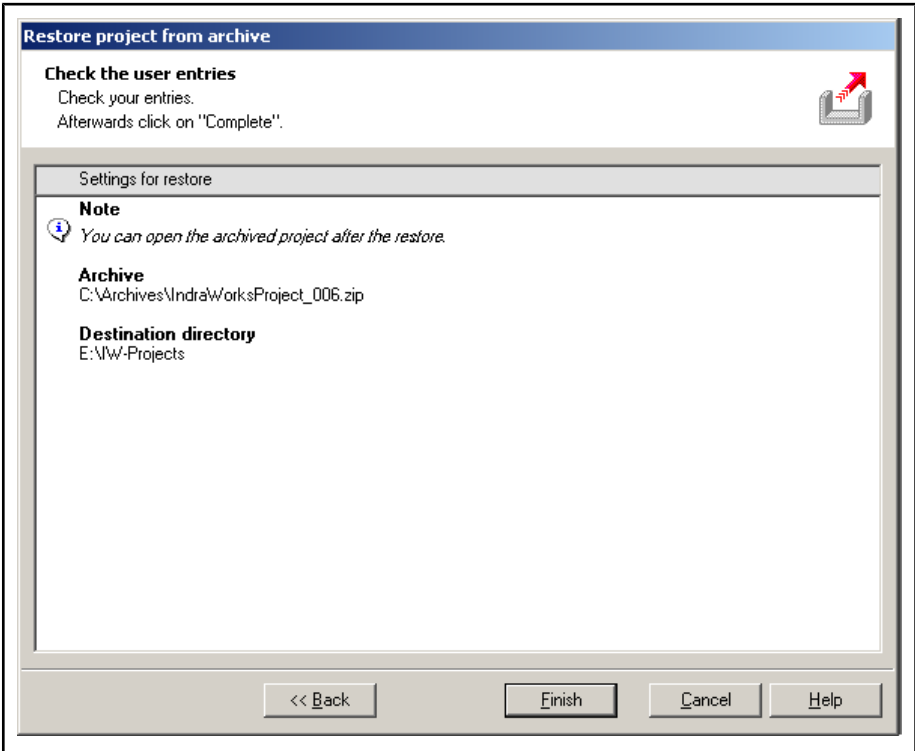 Restore project from archive
Check the user entries
Check your entries.
Afterwards click on "Complete".
Settings for restore
Note
You can open the archived project after the restore.
Archive
C:\Archives\IndraWorksProject_006.zip
Destination directory
E:\IW-Projects
<< Back
Finish
Cancel
Help